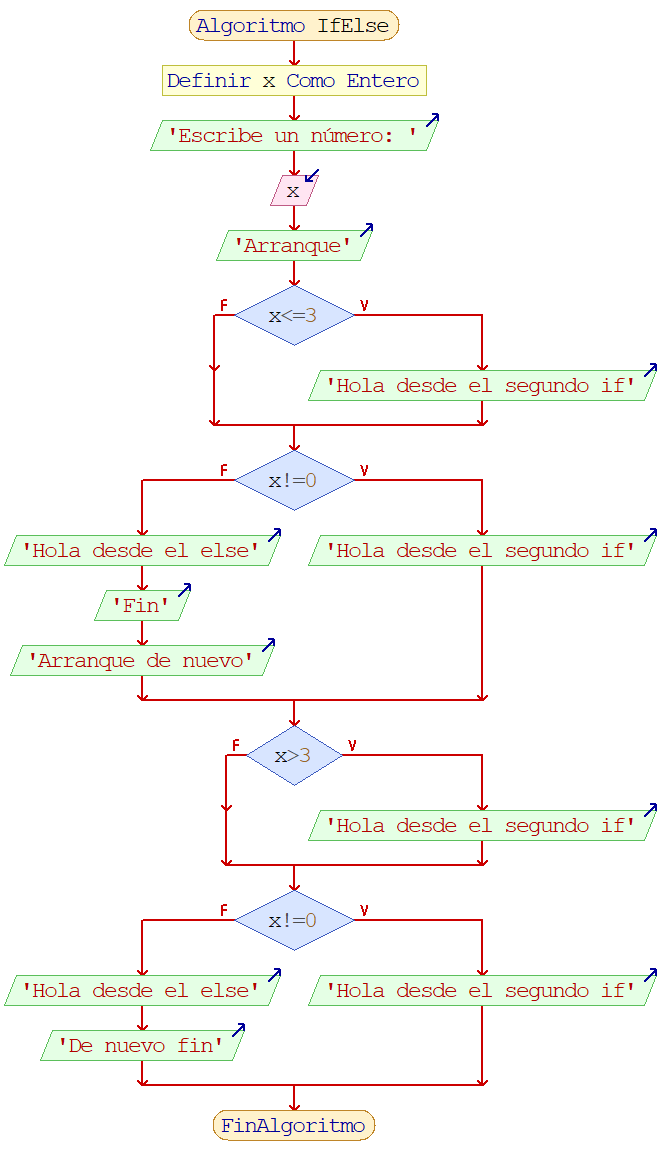 Algoritmo IfElse
Definir x Como Entero
'Escribe un número: '
x
'Arranque'
F
V
x<=3
'Hola desde el segundo if'
F
V
x!=0
'Hola desde el else'
'Hola desde el segundo if'
'Fin'
'Arranque de nuevo'
F
V
x>3
'Hola desde el segundo if'
F
V
x!=0
'Hola desde el else'
'Hola desde el segundo if'
'De nuevo fin'
FinAlgoritmo